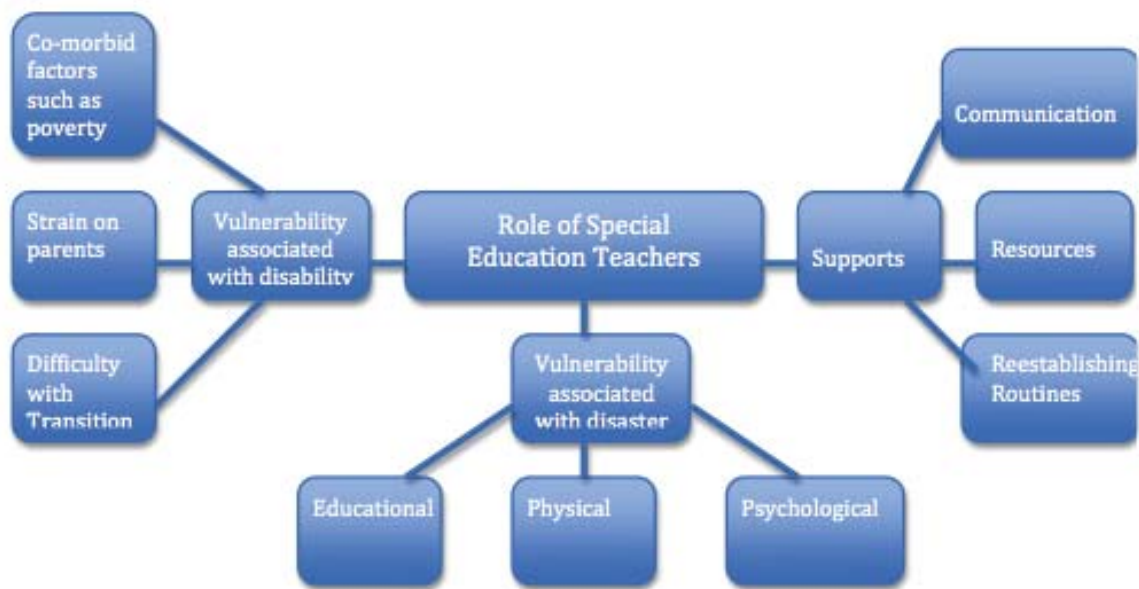 Co-morbid
factors
such as
poverty
Communication
Strain on
parents
Vulnerability
associated
with disability
Role of Special
Education Teachers
Supports
Resources
Difficulty
with
Transition
Vulnerability
associated
with disaster
Reestablishing
Routines
Educational
Physical
Psychological